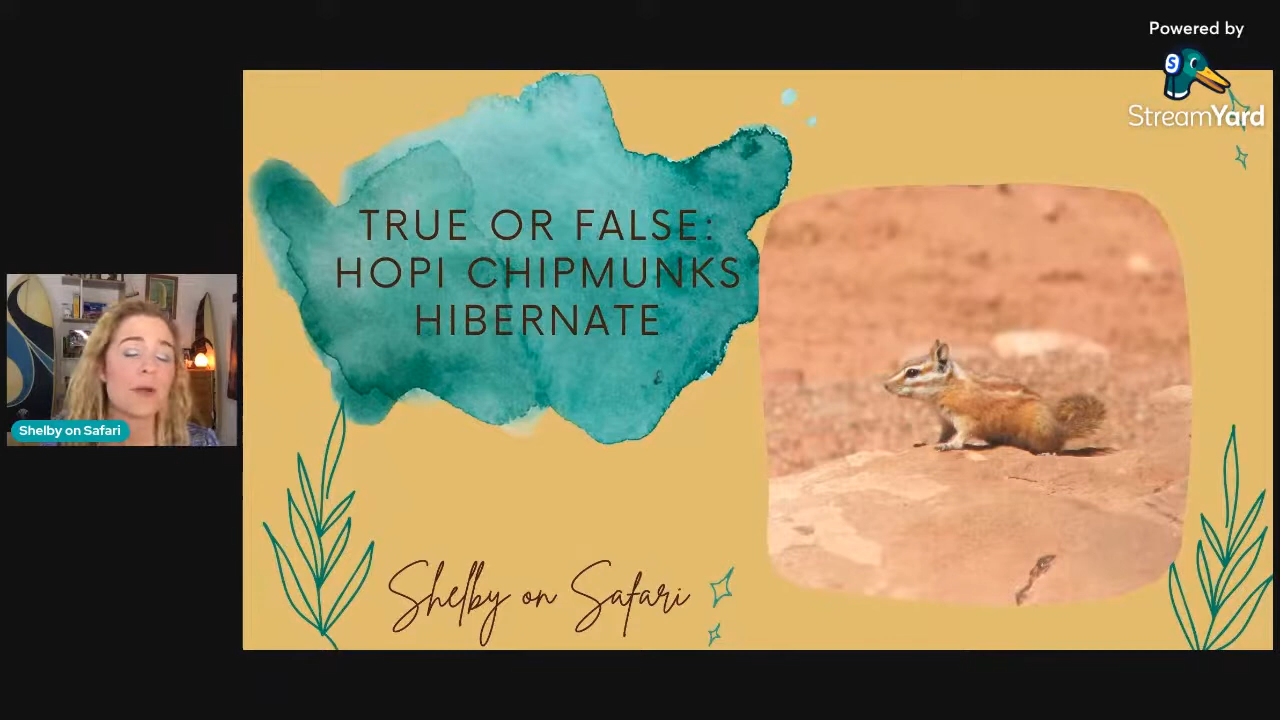 Powered by
StreamYard
TRUE OR FALSE:
HOPI CHIPMUNKS
HIBERNATE
Shelby on Safari
Shelby on Safari